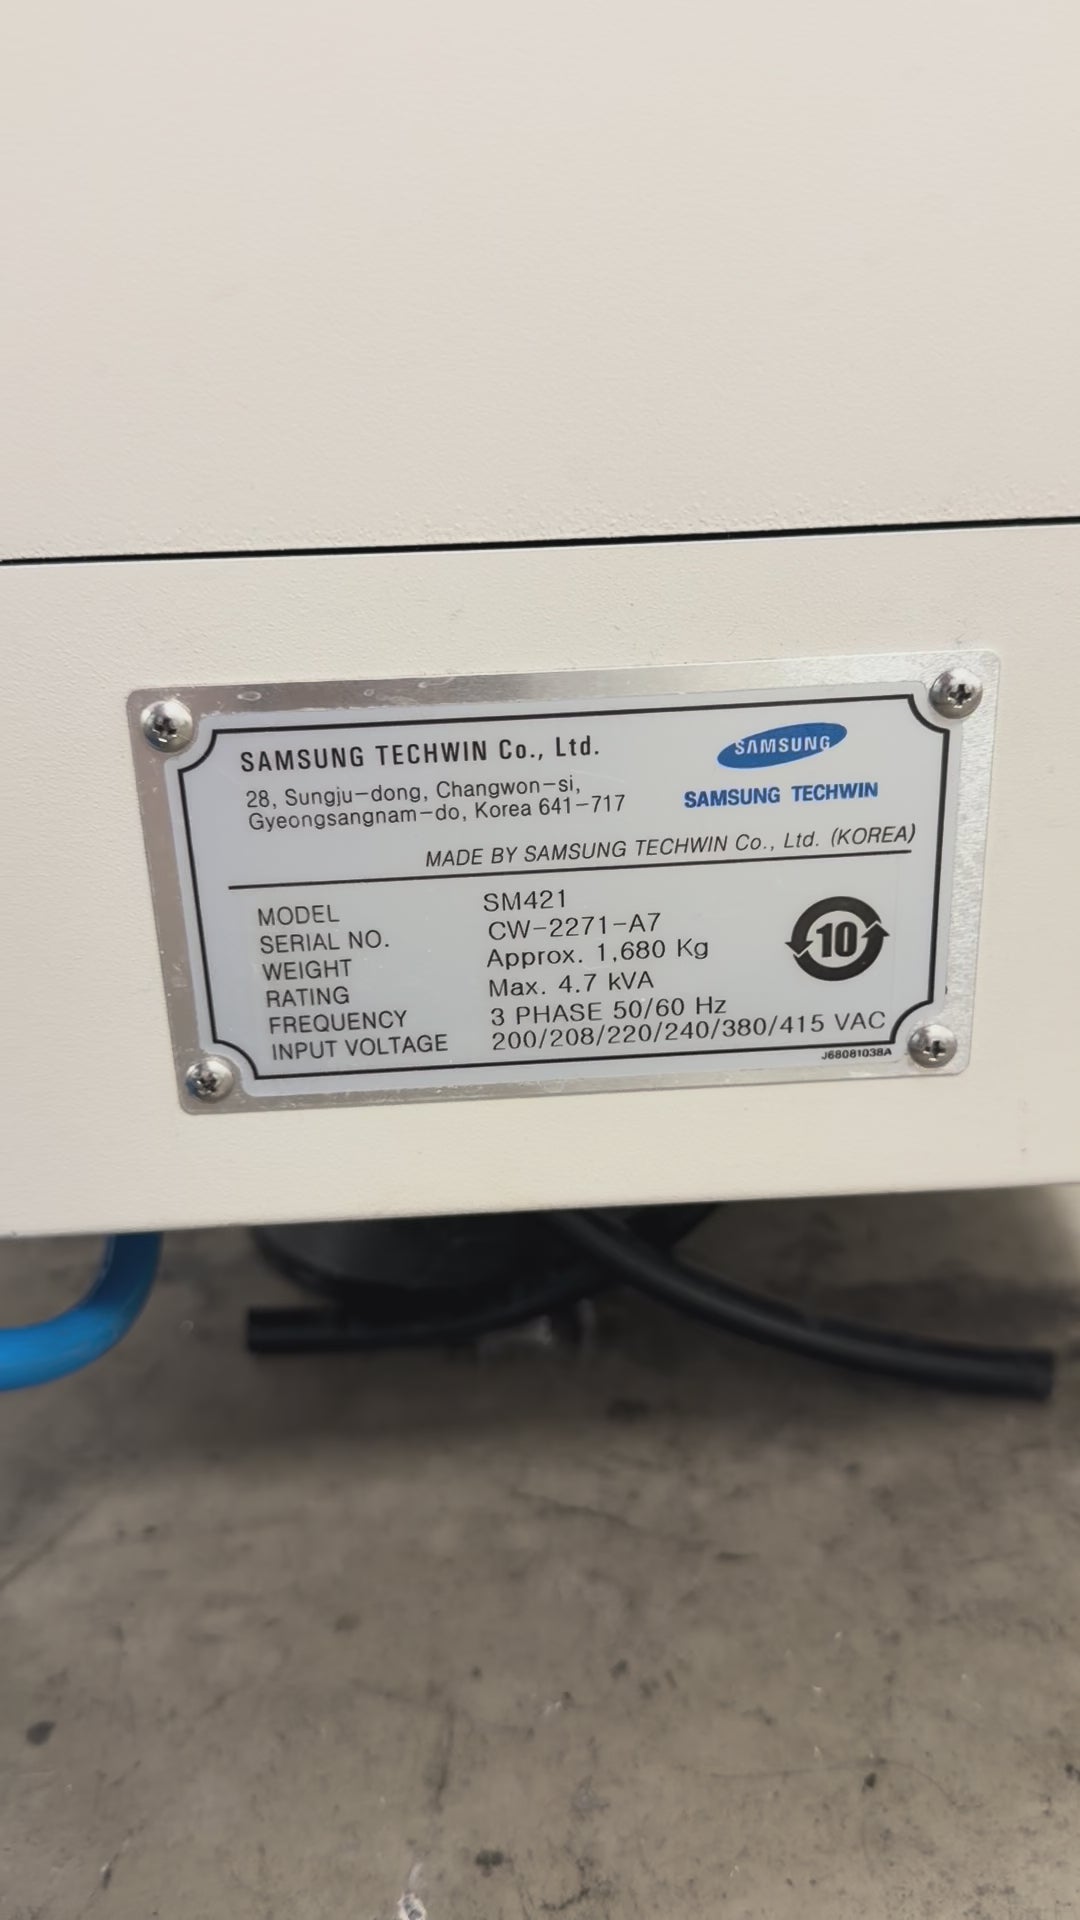 SAMSUNG TECHWIN Co., Ltd.
28, Sungju-dong, Changwon-si,
Gyeongsangnam-do, Korea 641-717
SAMSUNG
SAMSUNG TECHWIN
MADE BY SAMSUNG TECHWIN Co., Ltd. (KOREA)
MODEL SM421
SERIAL NO. CW-2271-A7
WEIGHT Approx. 1,680 Kg
RATING Max. 4.7 kVA
FREQUENCY 3 PHASE 50/60 Hz
INPUT VOLTAGE 200/208/220/240/380/415 VAC
10
J68081038A